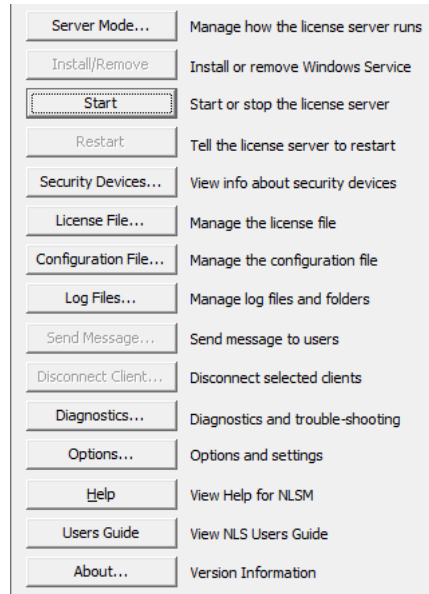 Server Mode... Manage how the license server runs
Install/Remove Install or remove Windows Service
Start Start or stop the license server
Restart Tell the license server to restart
Security Devices... View info about security devices
License File... Manage the license file
Configuration File... Manage the configuration file
Log Files... Manage log files and folders
Send Message... Send message to users
Disconnect Client... Disconnect selected clients
Diagnostics... Diagnostics and trouble-shooting
Options... Options and settings
Help View Help for NLSM
Users Guide View NLS Users Guide
About... Version Information